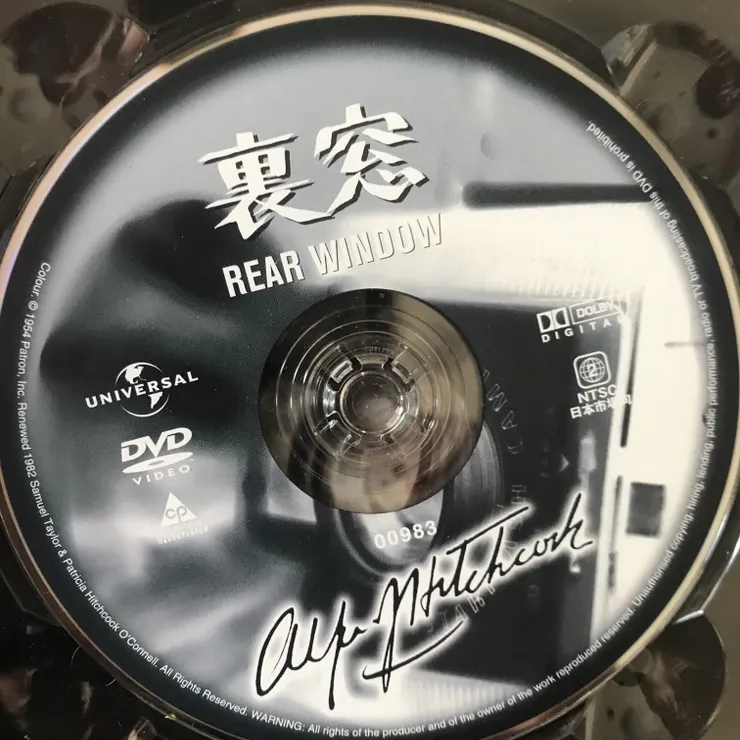 裏窓
REAR WINDOW
DOLBY
DIGITAL
UNIVERSAL
2
NTSC
日本市場向
DVD
VIDEO
CP
00983
Alfred Hitchcock
Colour. © 1954 Patron, Inc. Renewed 1982 Samuel Taylor & Patricia Hitchcock O'Connell. All Rights Reserved. WARNING: All rights of the producer and of the owner of the work reproduced reserved. Unauthorised copying, hiring, lending, public performance, radio or TV broadcasting of this DVD is prohibited.